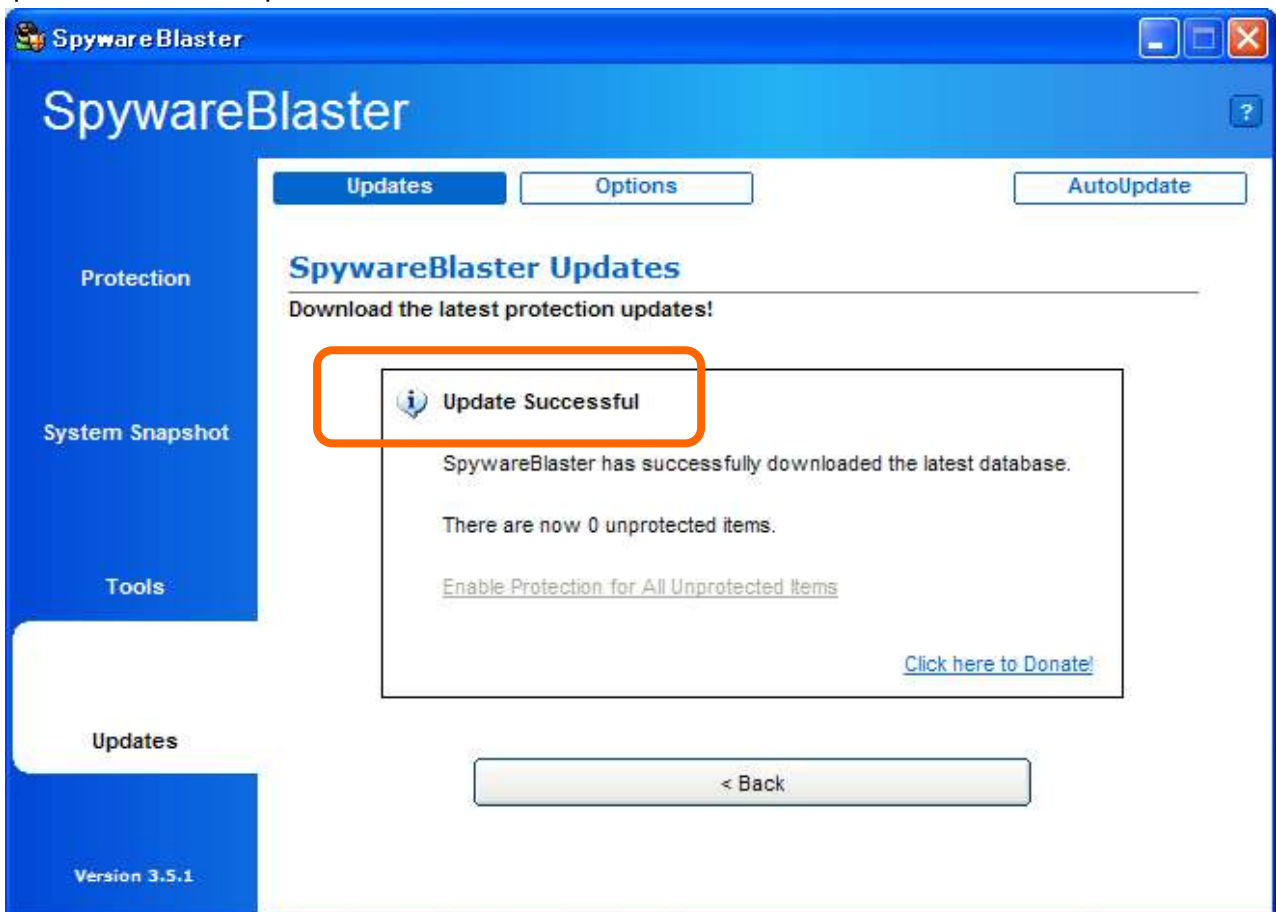 SpywareBlaster
SpywareBlaster
?
Updates
Options
AutoUpdate
Protection
System Snapshot
Tools
Updates
Version 3.5.1
SpywareBlaster Updates
Download the latest protection updates!
Update Successful
SpywareBlaster has successfully downloaded the latest database.
There are now 0 unprotected items.
Enable Protection for All Unprotected Items
Click here to Donate!
< Back